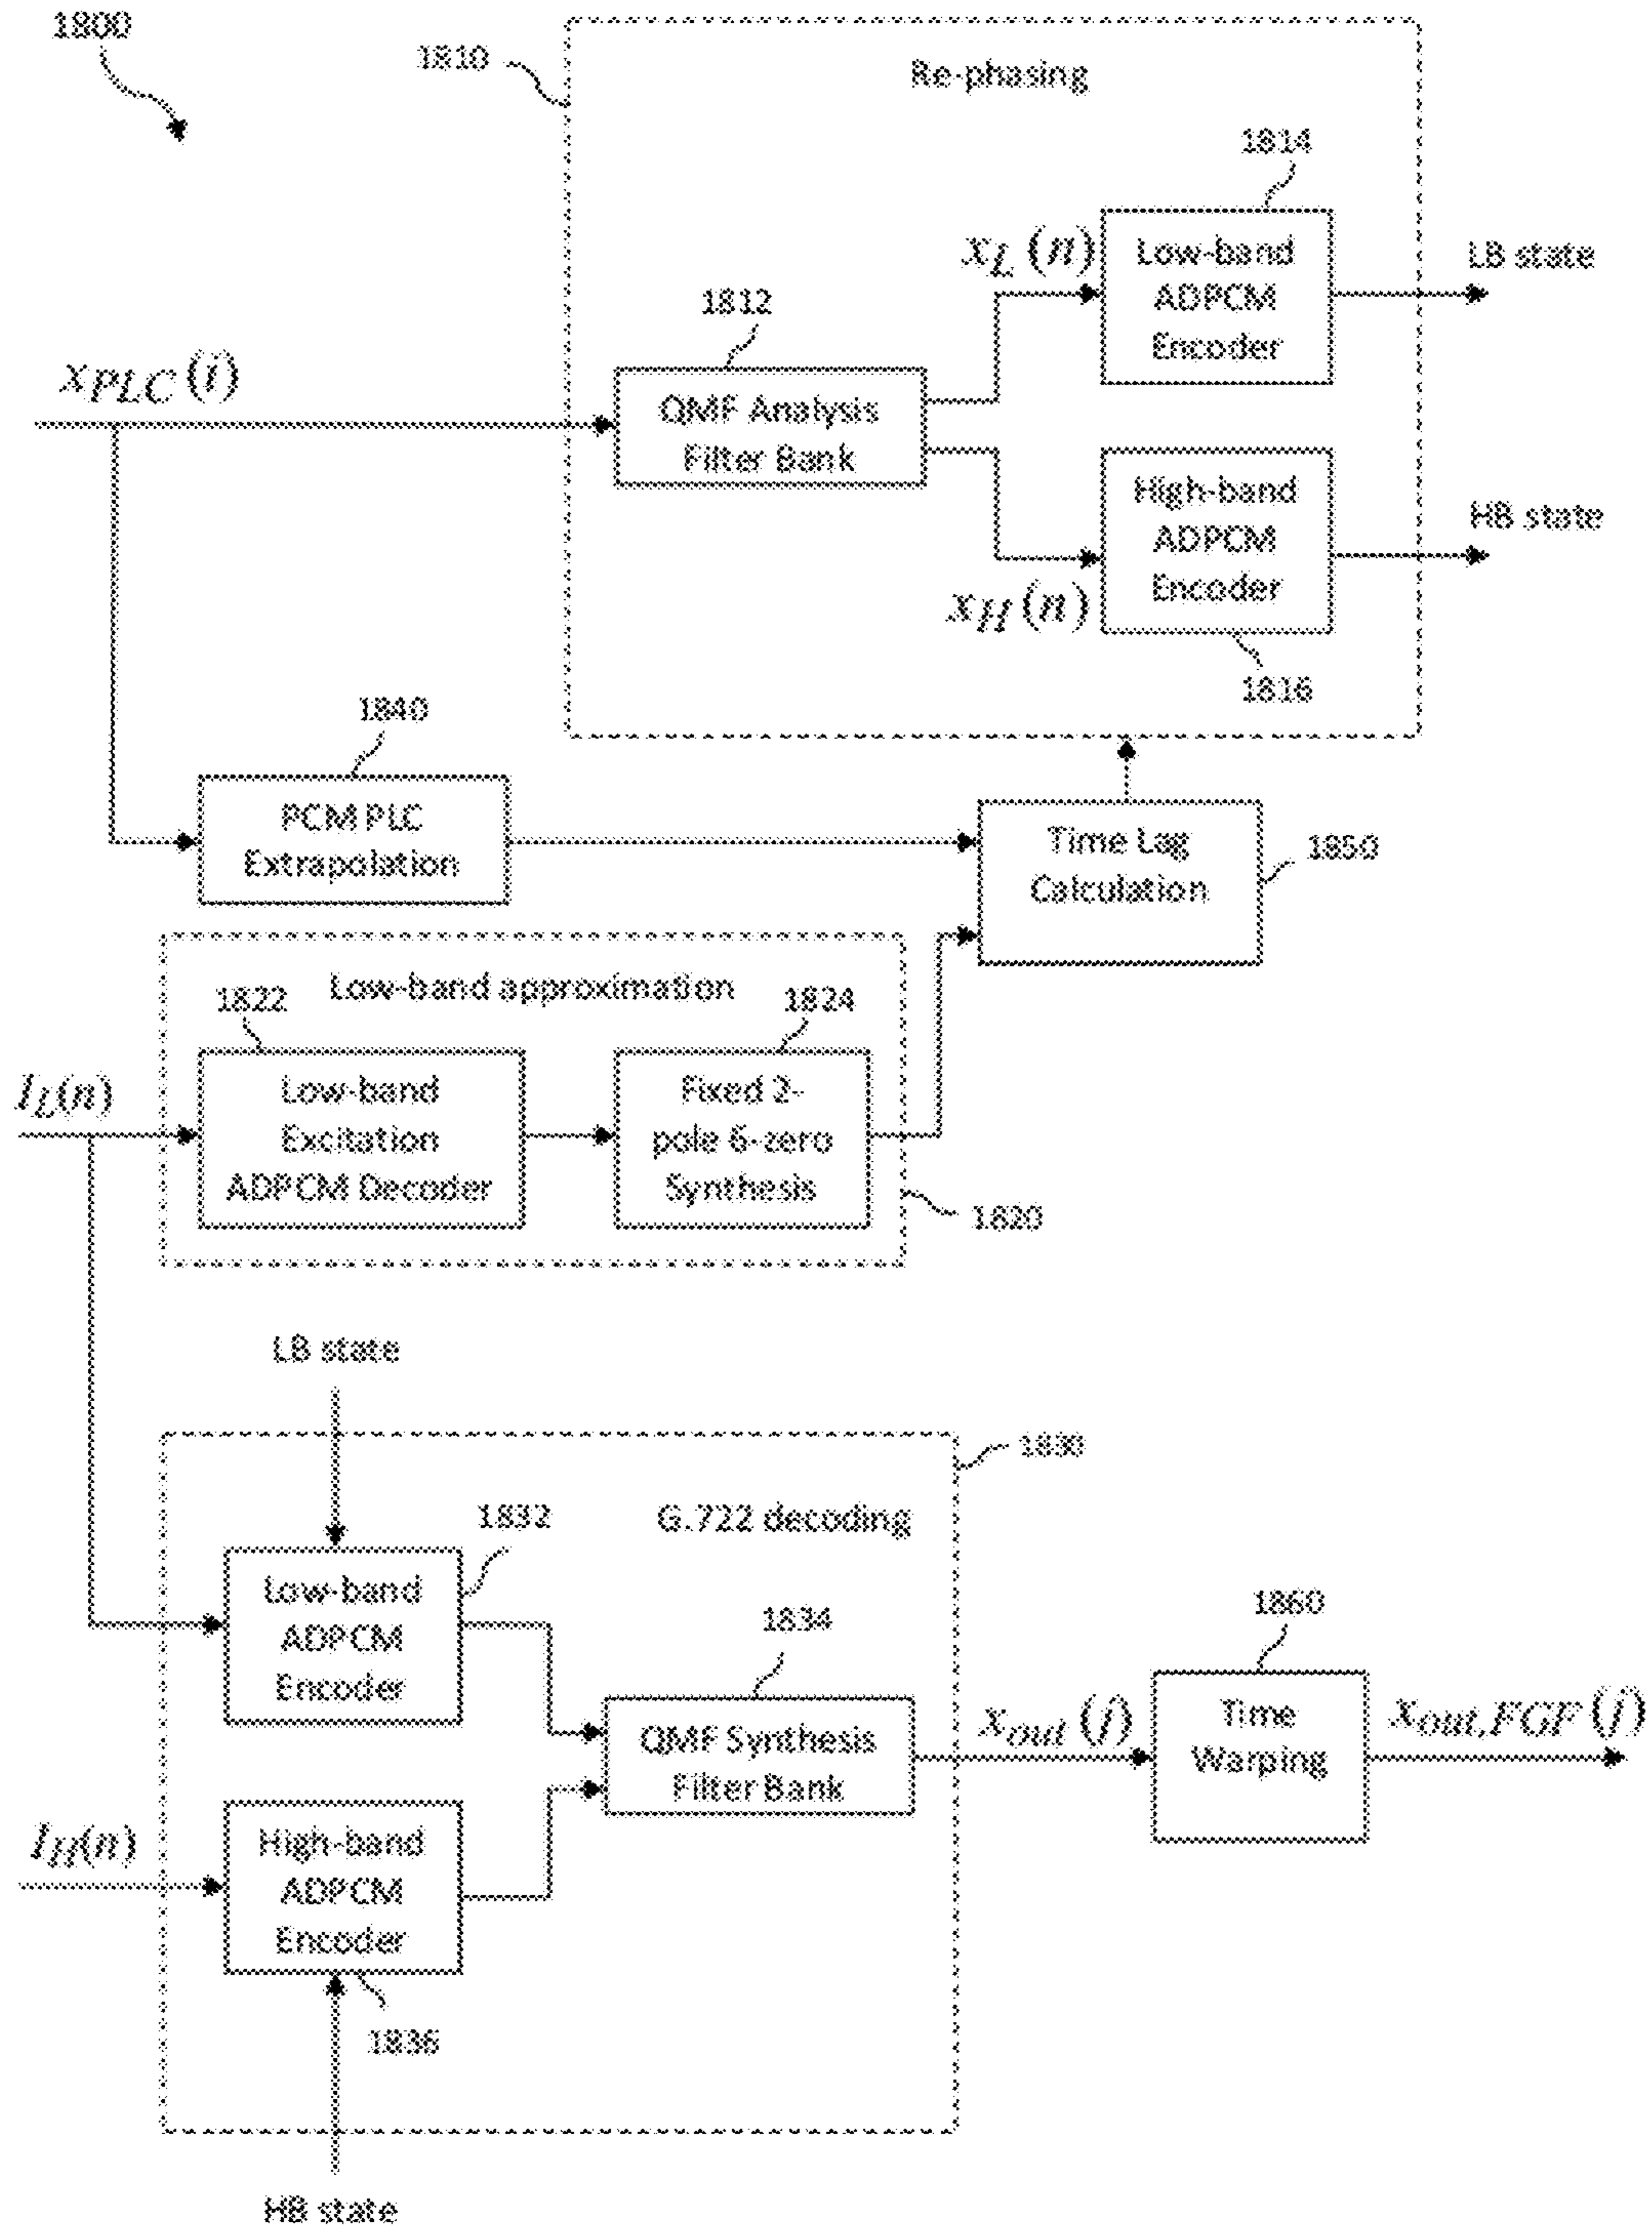 1800
1810
Re-phasing
1814
x_L (n)
Low-band
ADPCM
Encoder
LB state
1812
x_PLC (i)
QMF Analysis
Filter Bank
High-band
ADPCM
Encoder
HB state
x_H (n)
1816
1840
PCM PLC
Extrapolation
Time Lag
Calculation
1850
Low-band approximation
1822
1824
I_L(n)
Low-band
Excitation
ADPCM Decoder
Fixed 2-
pole 6-zero
Synthesis
1820
LB state
1830
G.722 decoding
1832
Low-band
ADPCM
Encoder
1834
QMF Synthesis
Filter Bank
x_out (j)
1860
Time
Warping
x_out,FGF (j)
I_H(n)
High-band
ADPCM
Encoder
1836
HB state